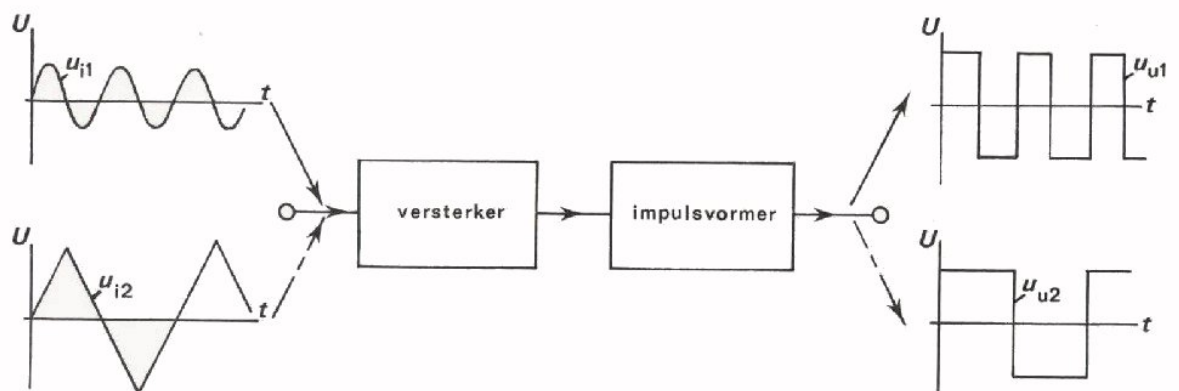 U
u_i1
t
U
u_i2
t
versterker
impulsvormer
U
u_u1
t
U
u_u2
t